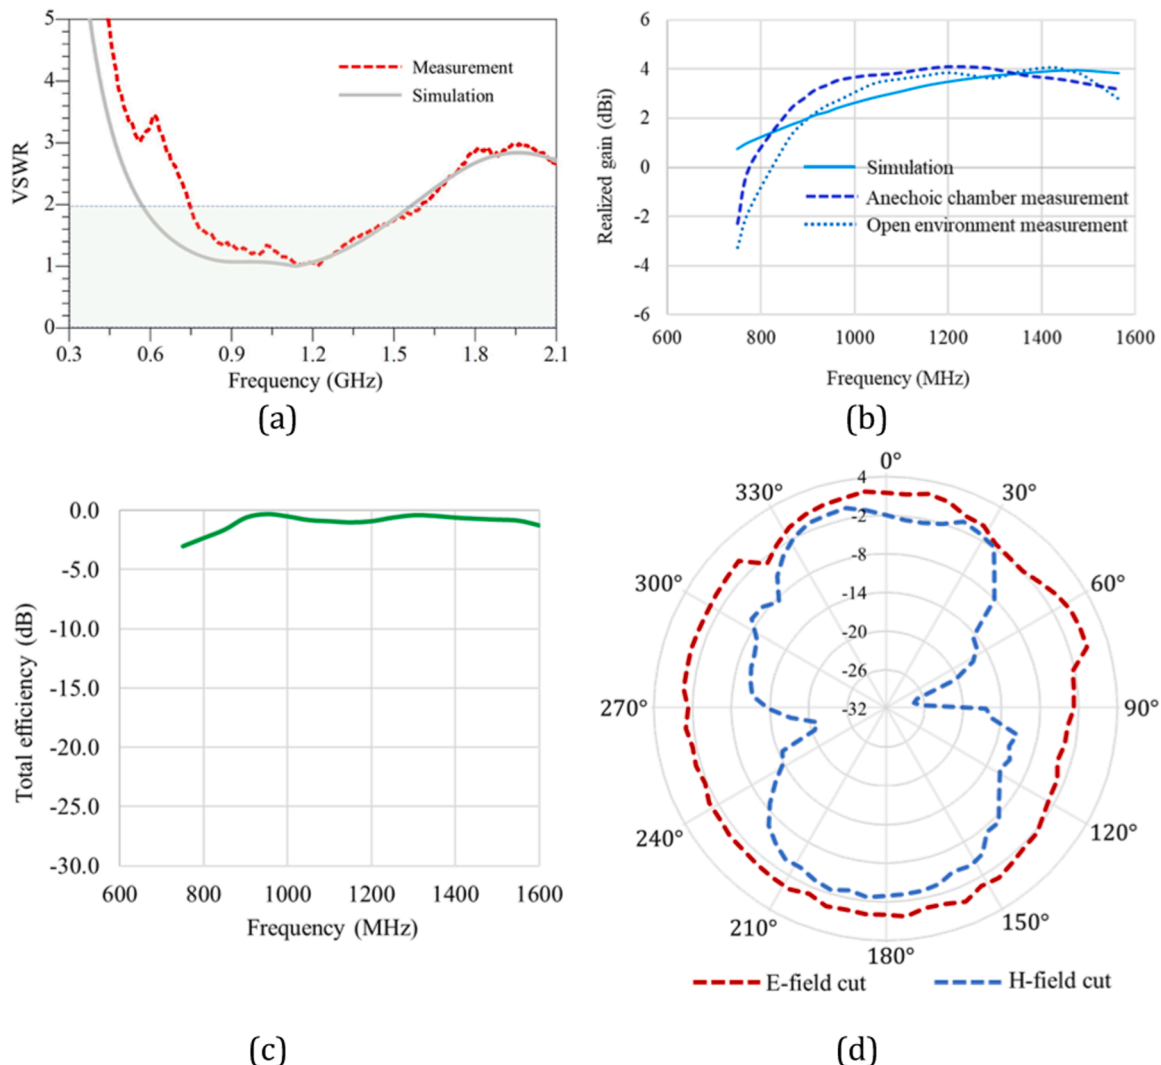 5
4
3
2
1
0
VSWR
Measurement
Simulation
0.3 0.6 0.9 1.2 1.5 1.8 2.1
Frequency (GHz)
(a)
6
4
2
0
-2
-4
-6
Realized gain (dBi)
Simulation
Anechoic chamber measurement
Open environment measurement
600 800 1000 1200 1400 1600
Frequency (MHz)
(b)
0.0
-5.0
-10.0
-15.0
-20.0
-25.0
-30.0
Total efficiency (dB)
600 800 1000 1200 1400 1600
Frequency (MHz)
(c)
0°
30°
60°
90°
120°
150°
180°
210°
240°
270°
300°
330°
4
-2
-8
-14
-20
-26
-32
E-field cut H-field cut
(d)